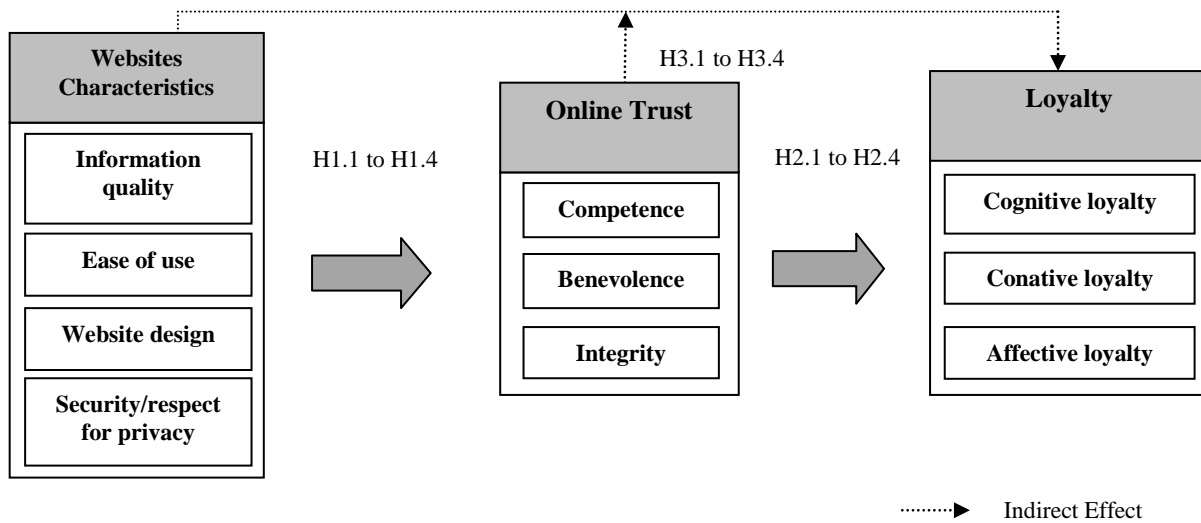 Websites
Characteristics
Information
quality
Ease of use
Website design
Security/respect
for privacy
H1.1 to H1.4
H3.1 to H3.4
Online Trust
Competence
Benevolence
Integrity
H2.1 to H2.4
Loyalty
Cognitive loyalty
Conative loyalty
Affective loyalty
Indirect Effect